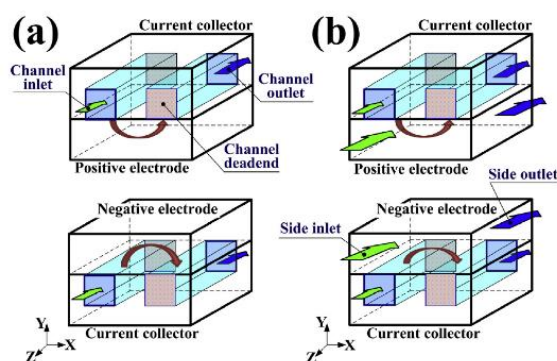 (a)
Current collector
Channel
inlet
Channel
outlet
Channel
deadend
Positive electrode
Negative electrode
Current collector
Y
X
Z
(b)
Current collector
Positive electrode
Side outlet
Negative electrode
Side inlet
Current collector
Y
X
Z